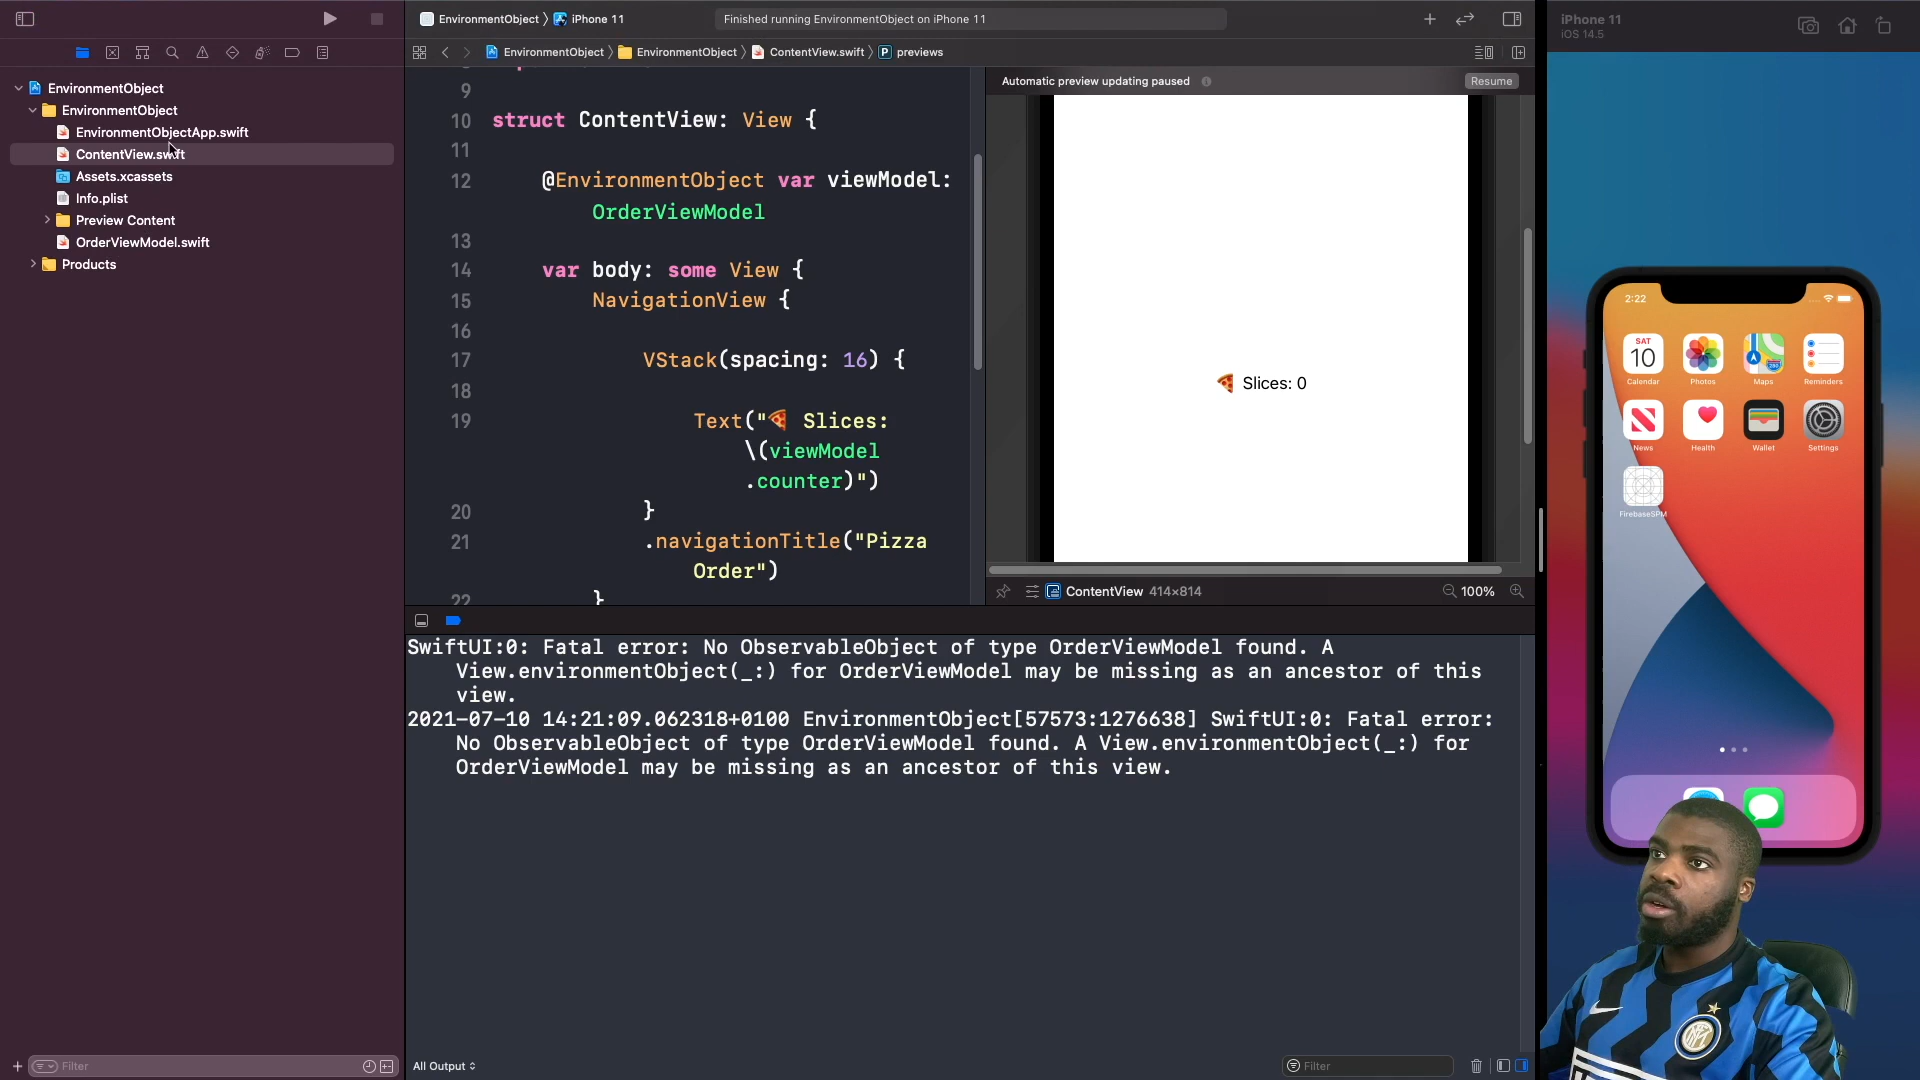 EnvironmentObject
iPhone 11
Finished running EnvironmentObject on iPhone 11
iPhone 11
iOS 14.5
EnvironmentObject
EnvironmentObject
ContentView.swift
P
previews
EnvironmentObject
EnvironmentObject
EnvironmentObjectApp.swift
ContentView.swift
Assets.xcassets
Info.plist
Preview Content
OrderViewModel.swift
Products
9
10 struct ContentView: View {
11
12 @EnvironmentObject var viewModel:
OrderViewModel
13
14 var body: some View {
15 NavigationView {
16
17 VStack(spacing: 16) {
18
19 Text("🍕 Slices:
\(viewModel
.counter)")
20 }
21 .navigationTitle("Pizza
Order")
22 }
Automatic preview updating paused
Resume
🍕 Slices: 0
ContentView 414×814
100%
SwiftUI:0: Fatal error: No ObservableObject of type OrderViewModel found. A
View.environmentObject(_:) for OrderViewModel may be missing as an ancestor of this
view.
2021-07-10 14:21:09.062318+0100 EnvironmentObject[57573:1276638] SwiftUI:0: Fatal error:
No ObservableObject of type OrderViewModel found. A View.environmentObject(_:) for
OrderViewModel may be missing as an ancestor of this view.
Filter
All Output
Filter
2:22
SAT
10
Calendar
Photos
Maps
Reminders
News
Health
Wallet
Settings
FirebaseSPM